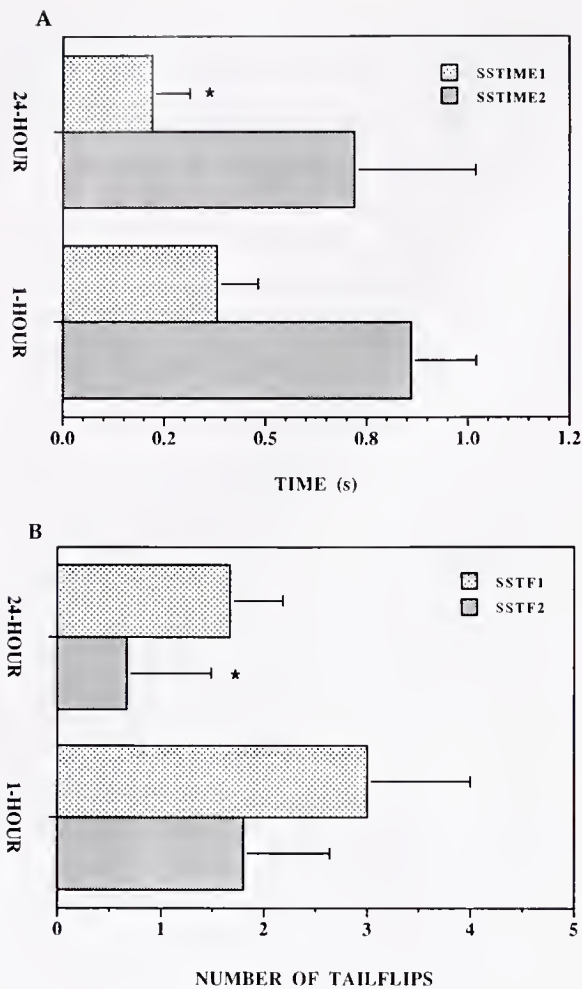 A
SSTIME1
SSTIME2
24-HOUR
*
1-HOUR
0.0 0.2 0.5 0.8 1.0 1.2
TIME (s)
B
SSTF1
SSTF2
24-HOUR
*
1-HOUR
0 1 2 3 4 5
NUMBER OF TAILFLIPS